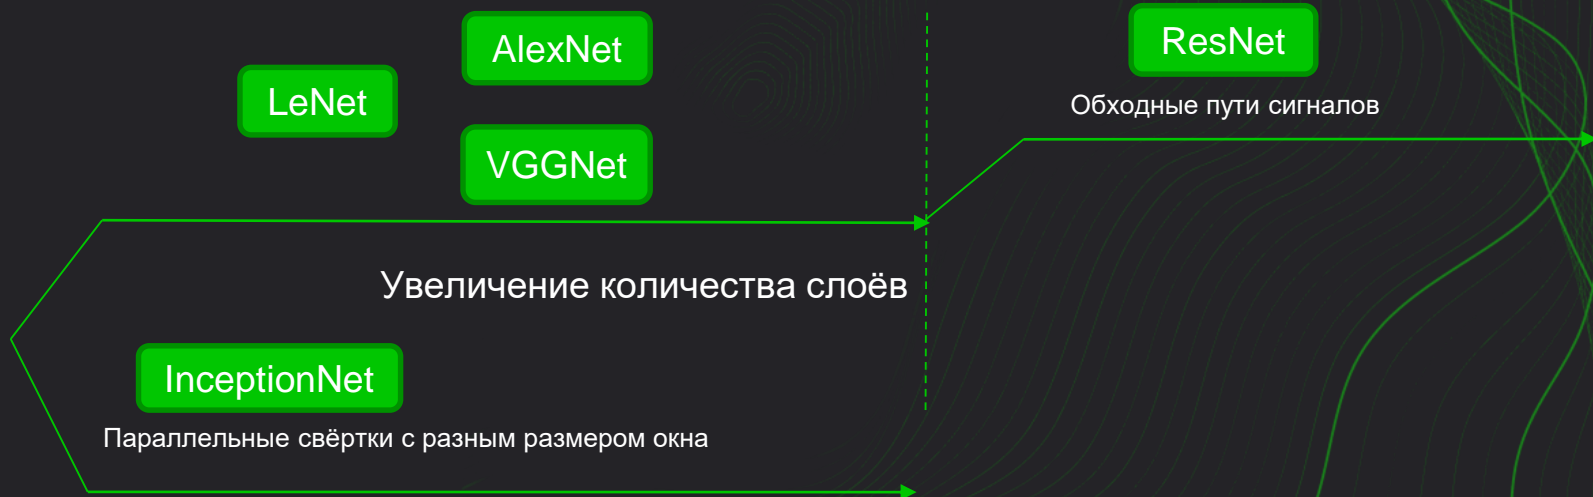 AlexNet
LeNet
VGGNet
ResNet
Обходные пути сигналов
Увеличение количества слоёв
InceptionNet
Параллельные свёртки с разным размером окна